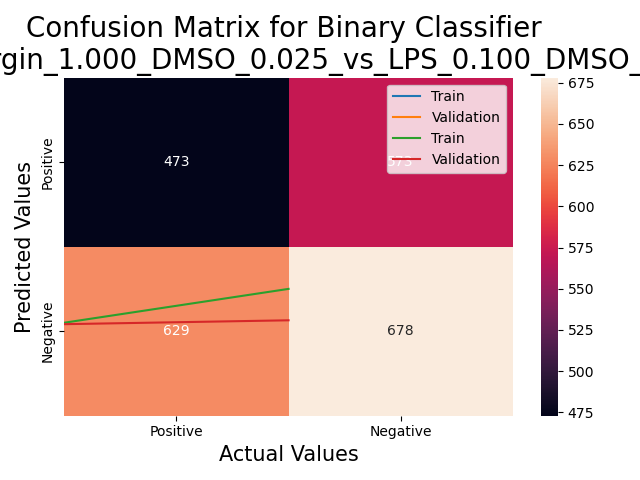 Confusion Matrix for Binary Classifier
rgin_1.000_DMSO_0.025_vs_LPS_0.100_DMSO_
Train
Validation
Train
Validation
Predicted Values
Positive
Negative
473
629
678
Positive
Negative
Actual Values
675
650
625
600
575
550
525
500
475